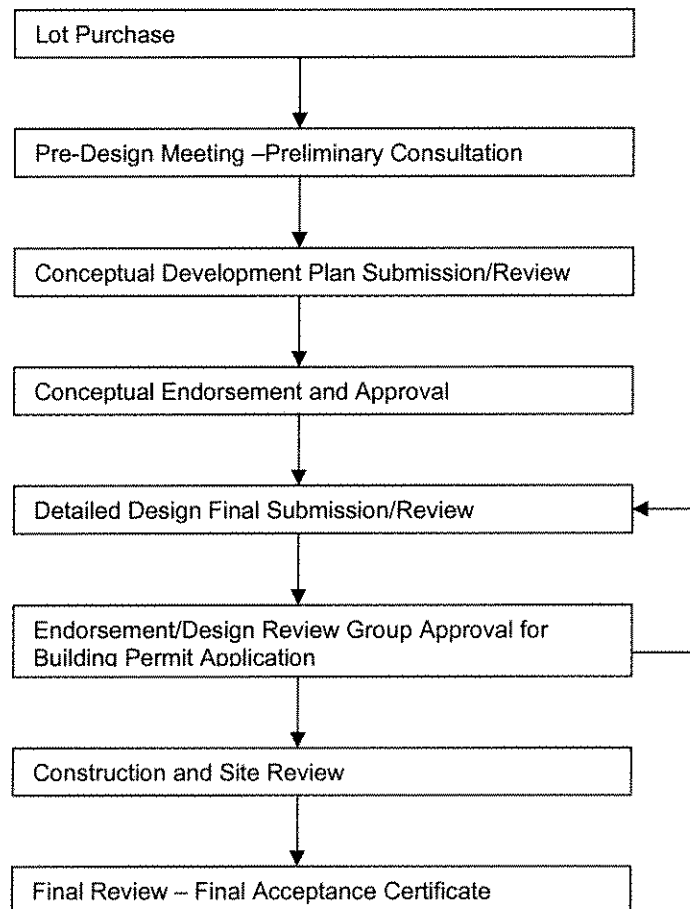 Lot Purchase
Pre-Design Meeting –Preliminary Consultation
Conceptual Development Plan Submission/Review
Conceptual Endorsement and Approval
Detailed Design Final Submission/Review
Endorsement/Design Review Group Approval for
Building Permit Application
Construction and Site Review
Final Review – Final Acceptance Certificate